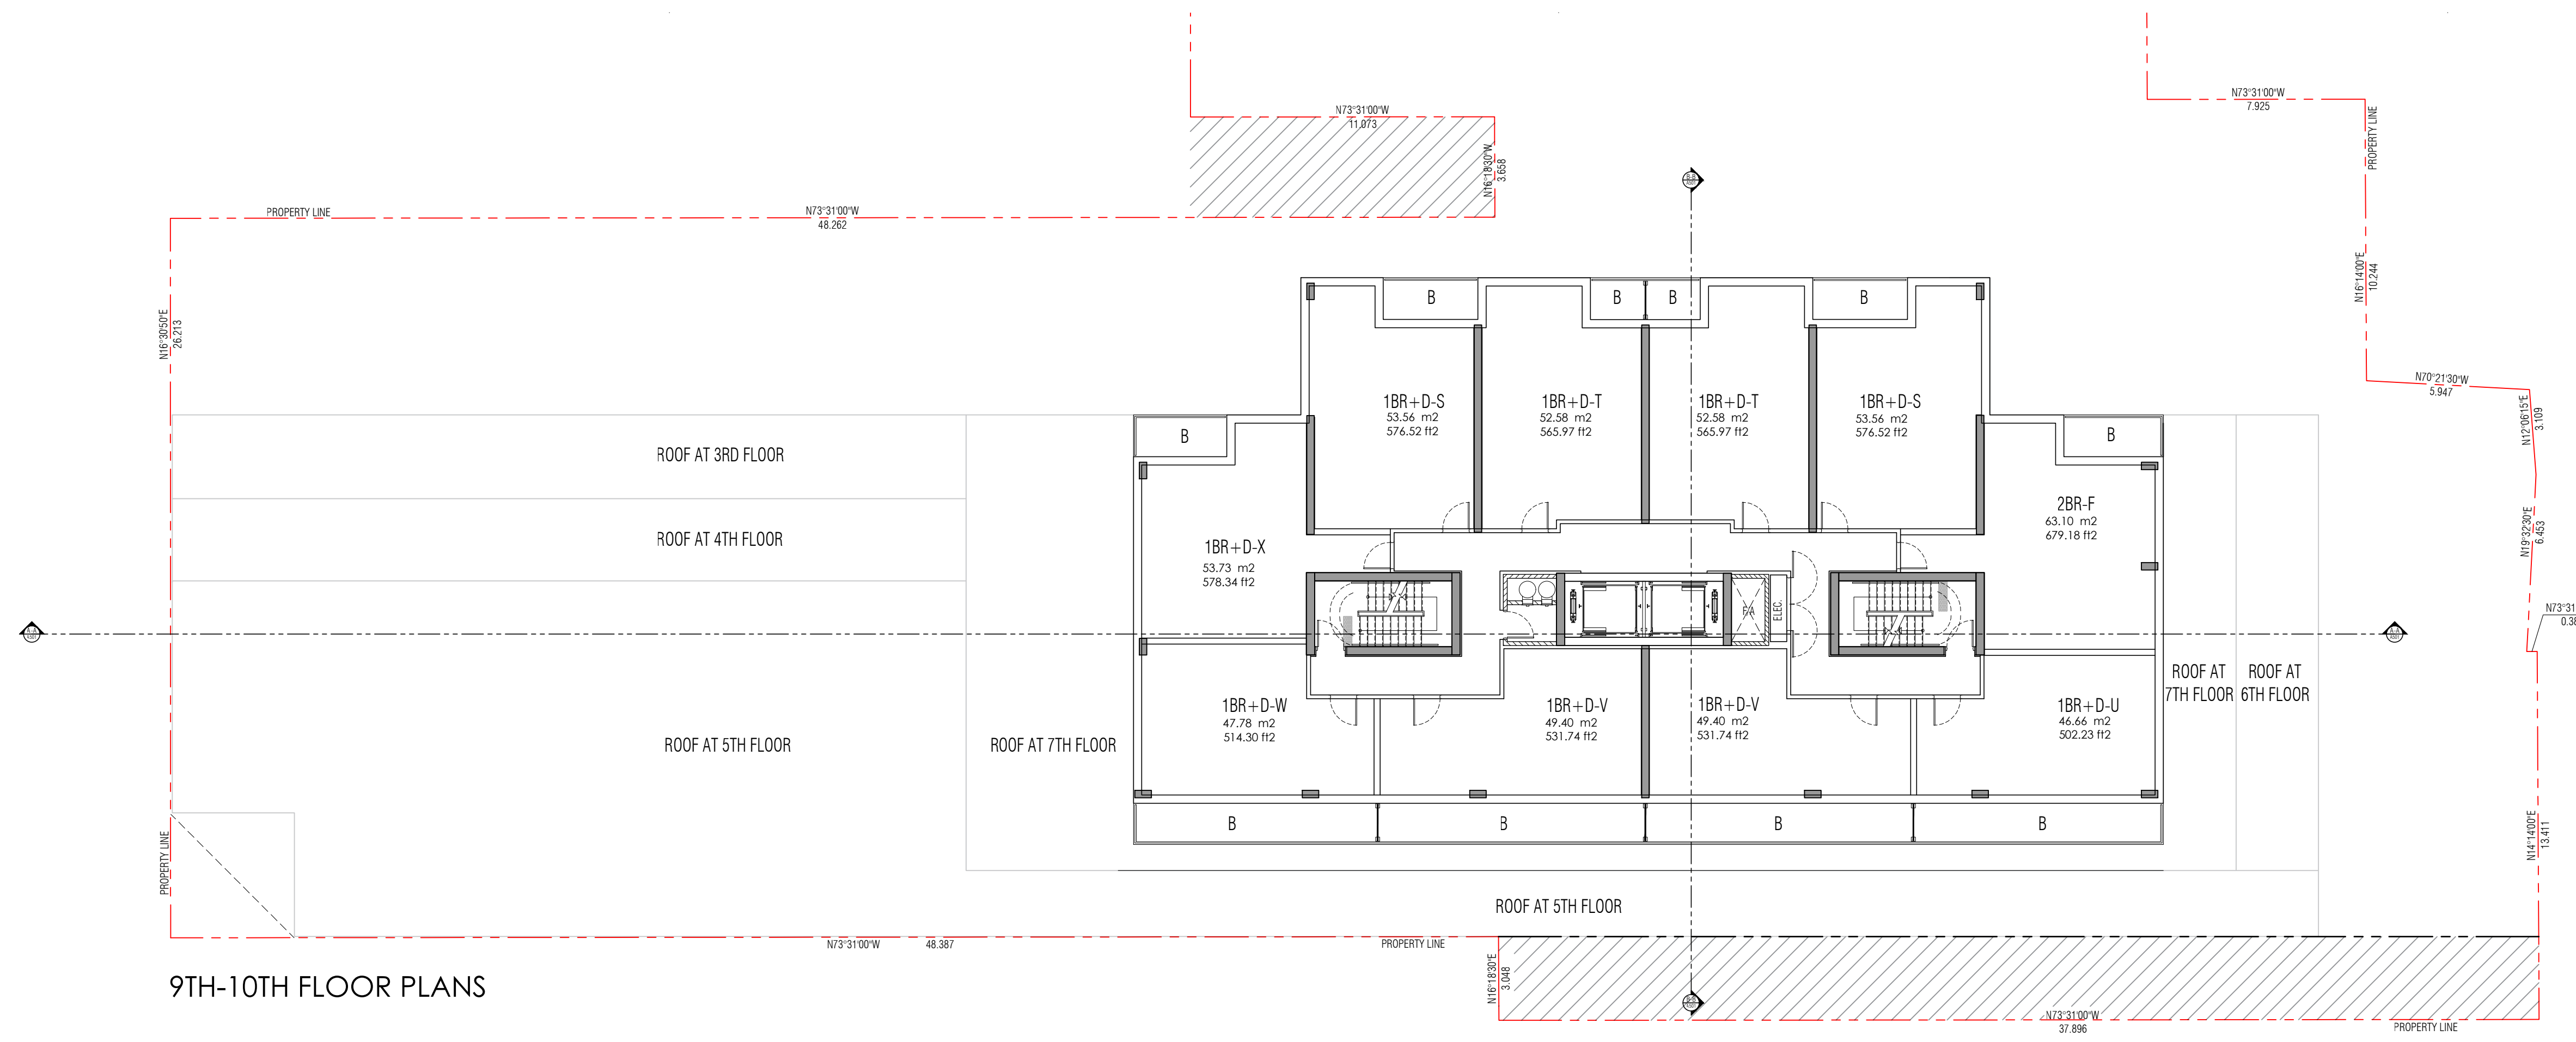 N73°31'00"W
7.925
N73°31'00"W
11.073
PROPERTY LINE
N16°18'30"W
3.658
PROPERTY LINE
N73°31'00"W
48.262
N16°14'00"E
10.244
N16°30'50"E
26.213
B
B
B
B
N70°21'30"W
5.947
1BR+D-S
53.56 m2
576.52 ft2
1BR+D-T
52.58 m2
565.97 ft2
1BR+D-T
52.58 m2
565.97 ft2
1BR+D-S
53.56 m2
576.52 ft2
N12°06'15"E
3.109
B
B
ROOF AT 3RD FLOOR
2BR-F
63.10 m2
679.18 ft2
N19°32'30"E
6.453
ROOF AT 4TH FLOOR
1BR+D-X
53.73 m2
578.34 ft2
ELEC.
N73°31
0.38
ROOF AT
7TH FLOOR
ROOF AT
6TH FLOOR
1BR+D-W
47.78 m2
514.30 ft2
1BR+D-V
49.40 m2
531.74 ft2
1BR+D-V
49.40 m2
531.74 ft2
1BR+D-U
46.66 m2
502.23 ft2
ROOF AT 5TH FLOOR
ROOF AT 7TH FLOOR
B
B
B
B
N14°14'00"E
13.411
PROPERTY LINE
ROOF AT 5TH FLOOR
N73°31'00"W
48.387
PROPERTY LINE
N16°18'30"E
3.048
9TH-10TH FLOOR PLANS
N73°31'00"W
37.896
PROPERTY LINE